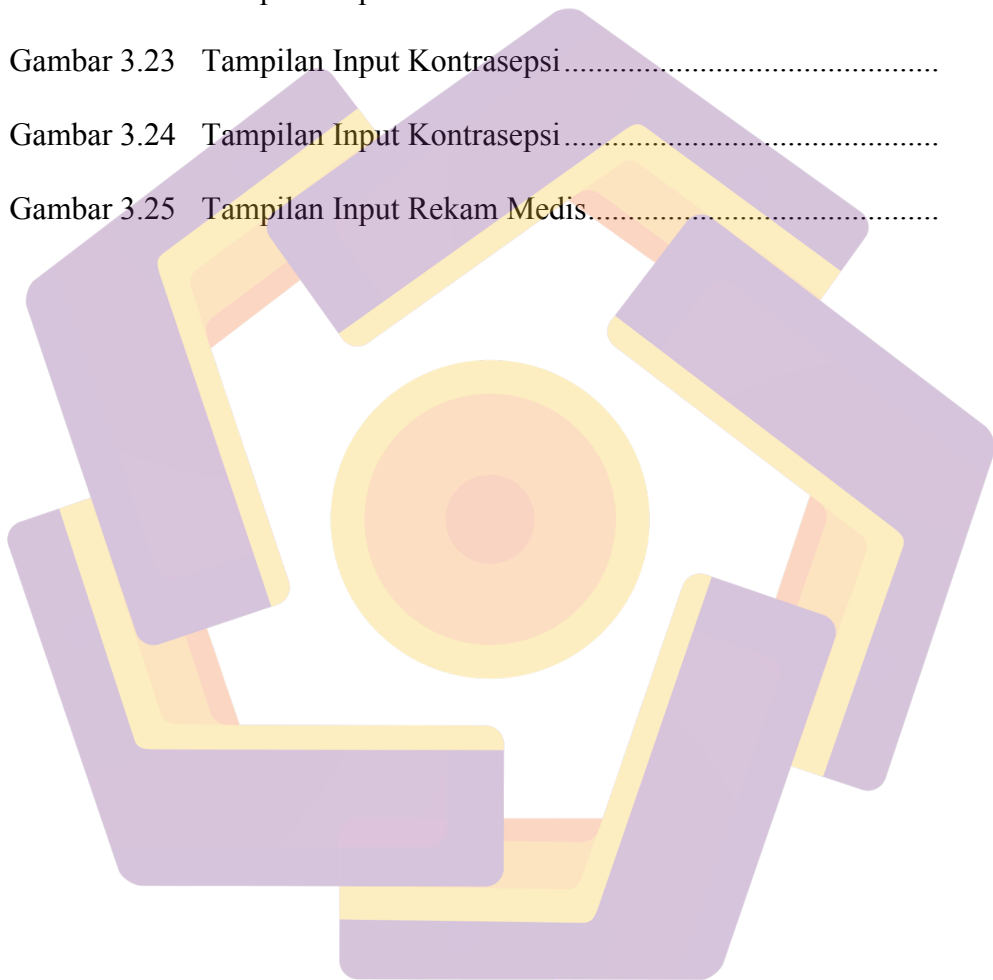 Gambar 3.23 Tampilan Input Kontrasepsi..............................................
Gambar 3.24 Tampilan Input Kontrasepsi..............................................
Gambar 3.25 Tampilan Input Rekam Medis...........................................